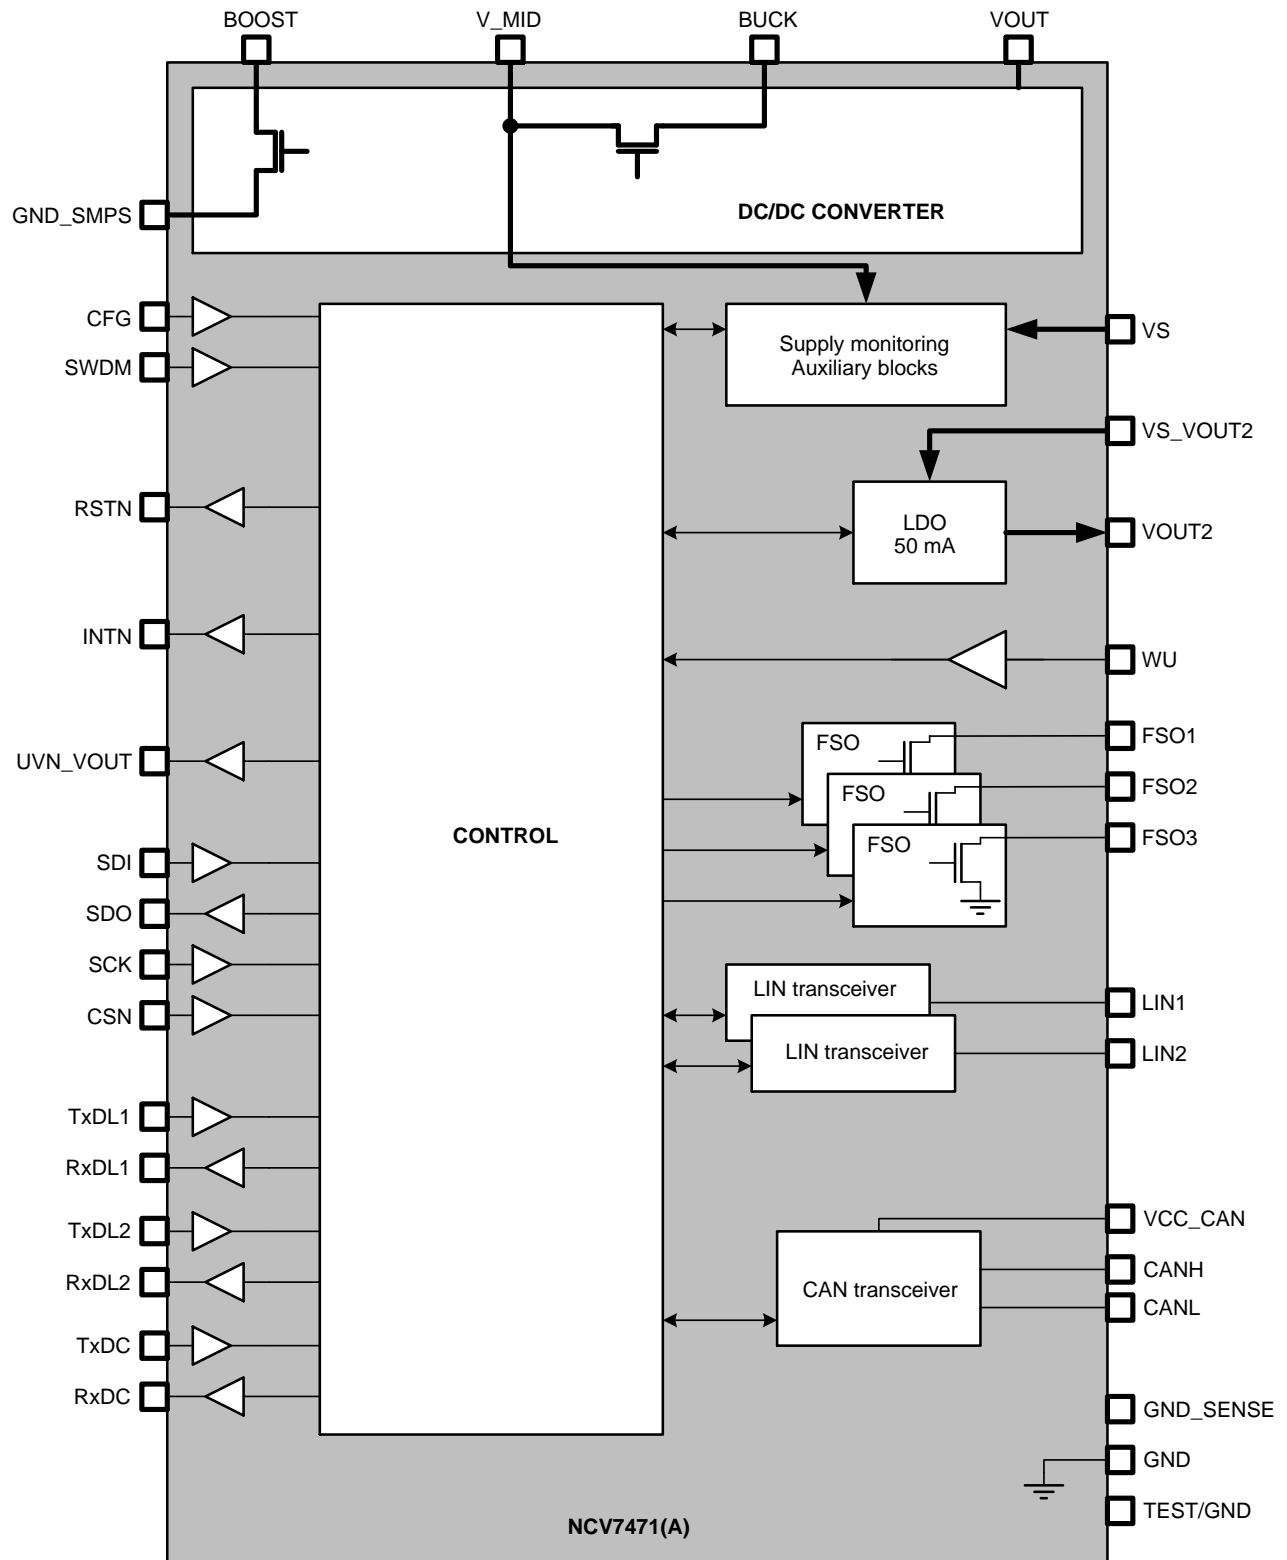 BOOST
V_MID
BUCK
VOUT
GND_SMPS
DC/DC CONVERTER
CFG
SWDM
Supply monitoring
Auxiliary blocks
VS
VS_VOUT2
RSTN
LDO
50 mA
VOUT2
INTN
WU
UVN_VOUT
FSO
FSO1
FSO
FSO2
FSO
FSO3
CONTROL
SDI
SDO
SCK
CSN
LIN transceiver
LIN1
LIN transceiver
LIN2
TxDL1
RxDL1
TxDL2
RxDL2
TxDC
RxDC
CAN transceiver
VCC_CAN
CANH
CANL
GND_SENSE
GND
TEST/GND
NCV7471(A)